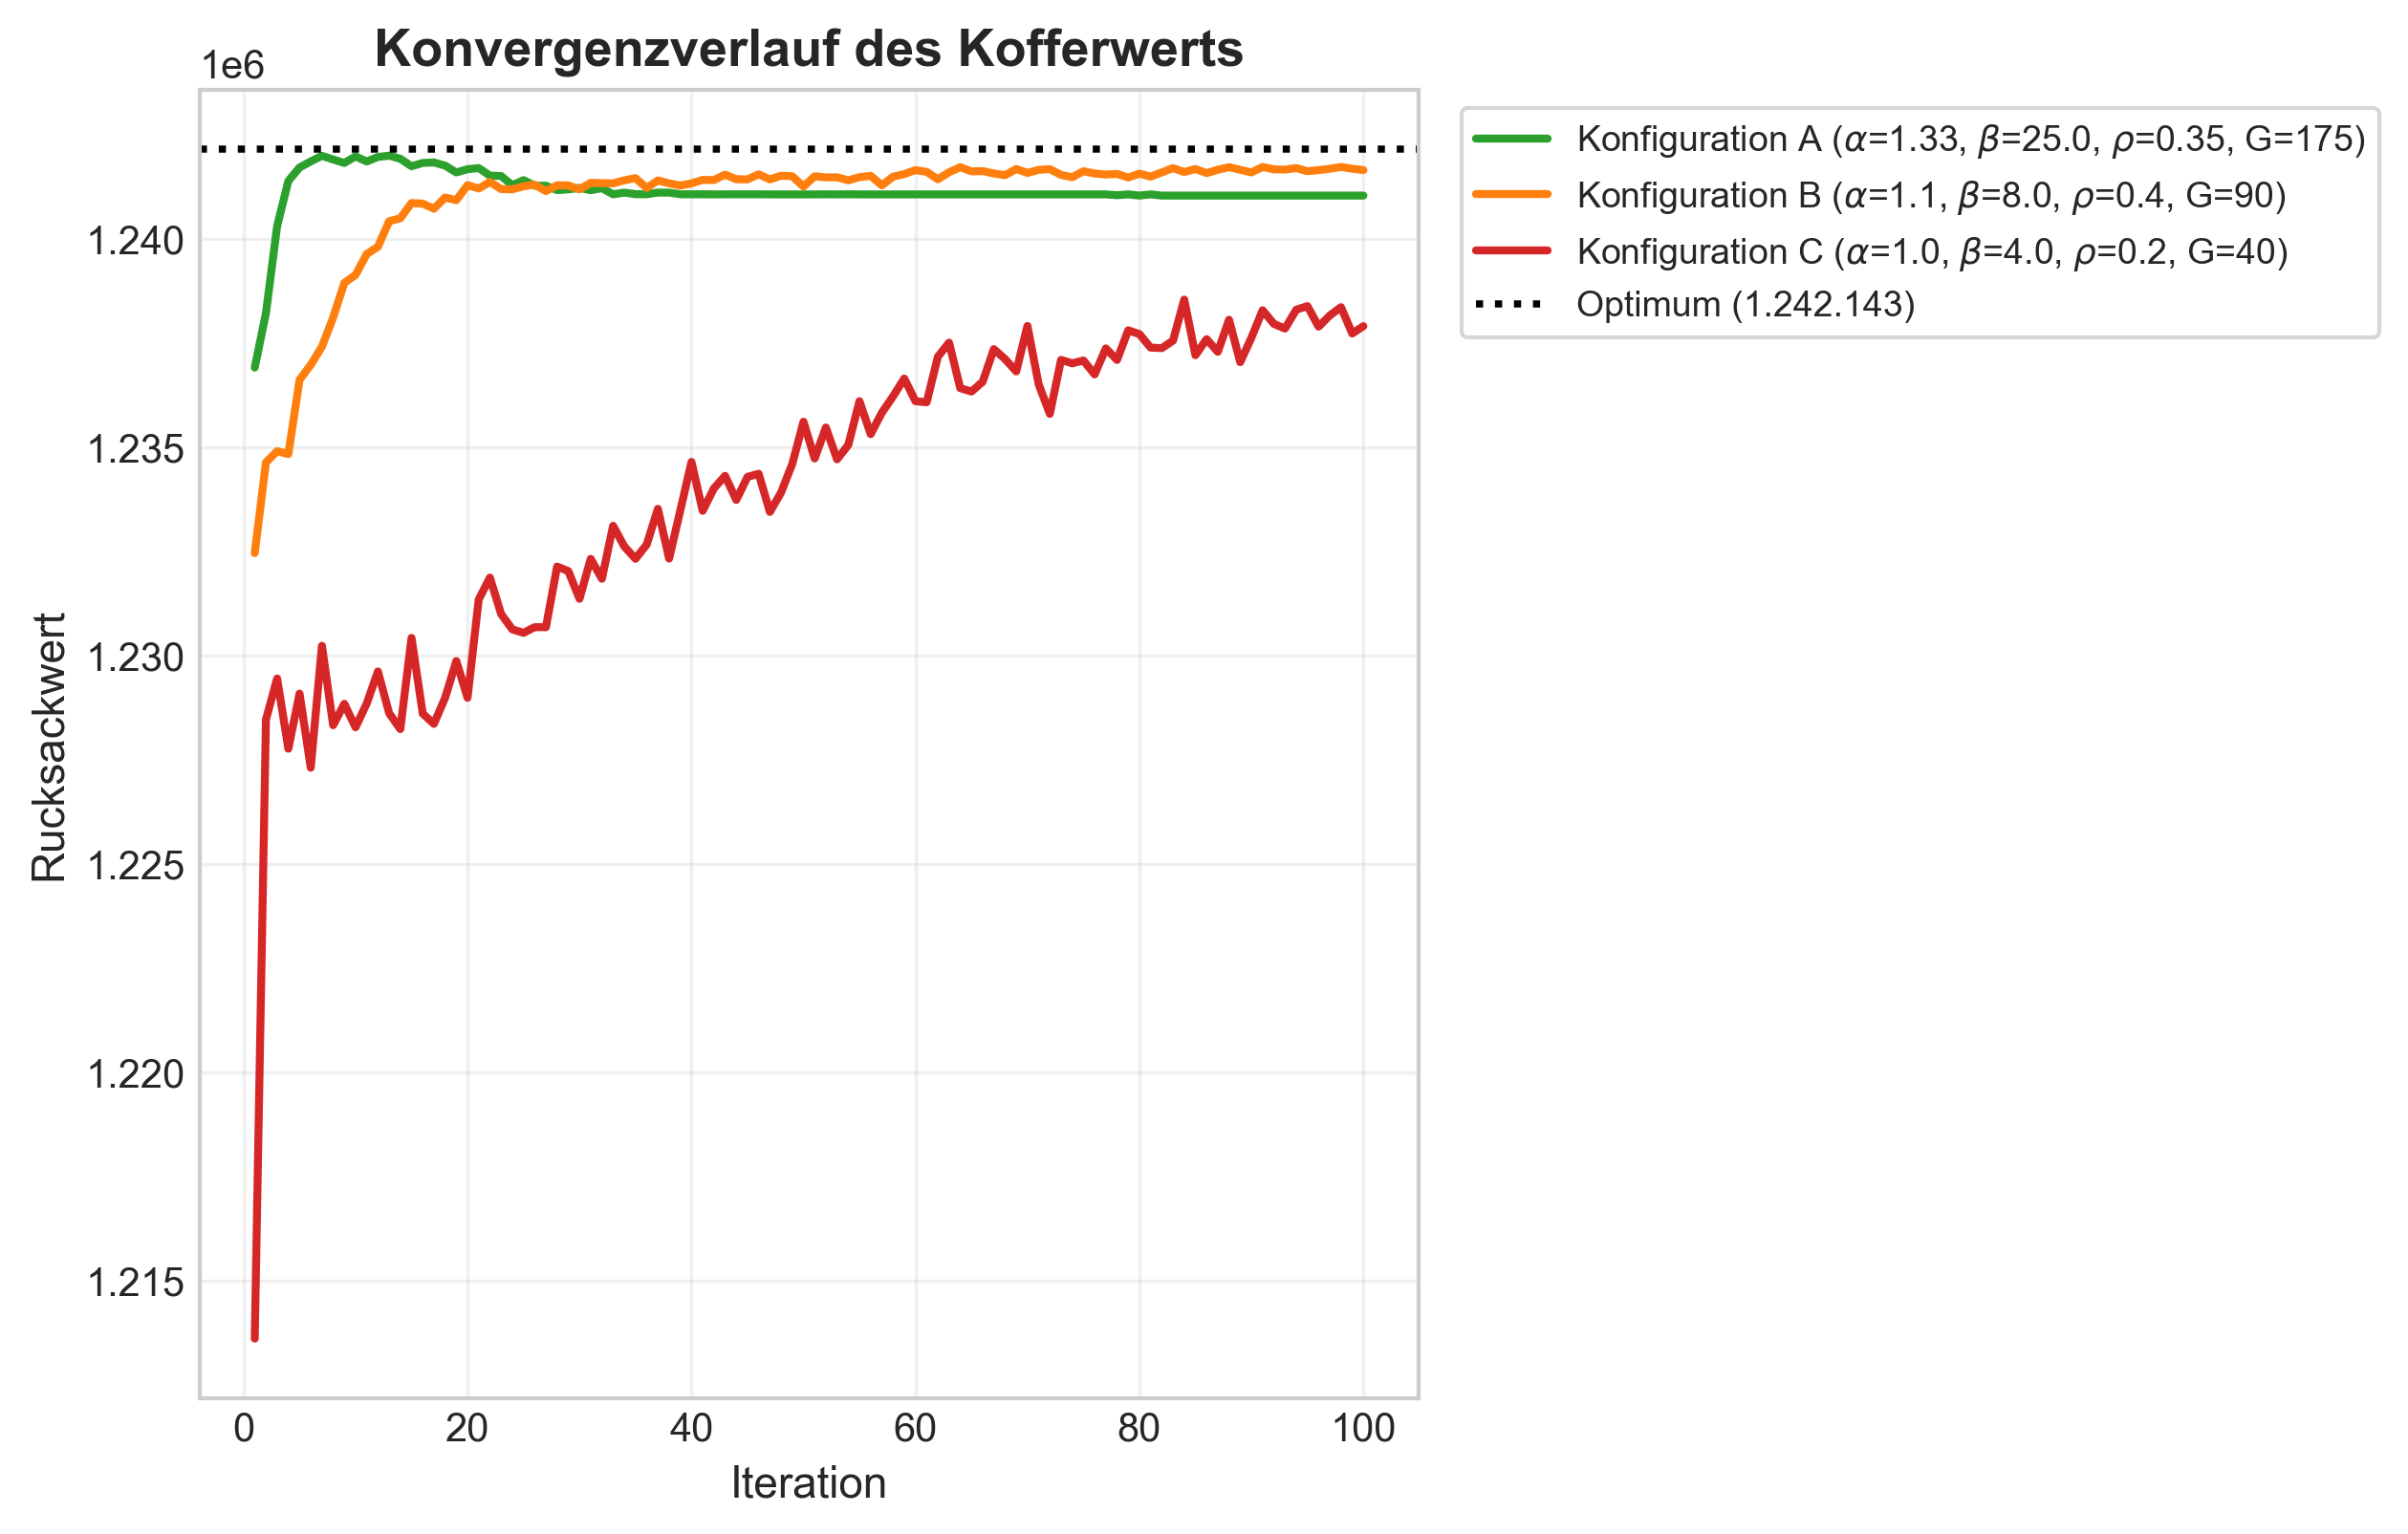 Konvergenzverlauf des Kofferwerts
1e6
1.240
1.235
1.230
1.225
1.220
1.215
Rucksackwert
0 20 40 60 80 100
Iteration
Konfiguration A (α=1.33, β=25.0, ρ=0.35, G=175)
Konfiguration B (α=1.1, β=8.0, ρ=0.4, G=90)
Konfiguration C (α=1.0, β=4.0, ρ=0.2, G=40)
Optimum (1.242.143)